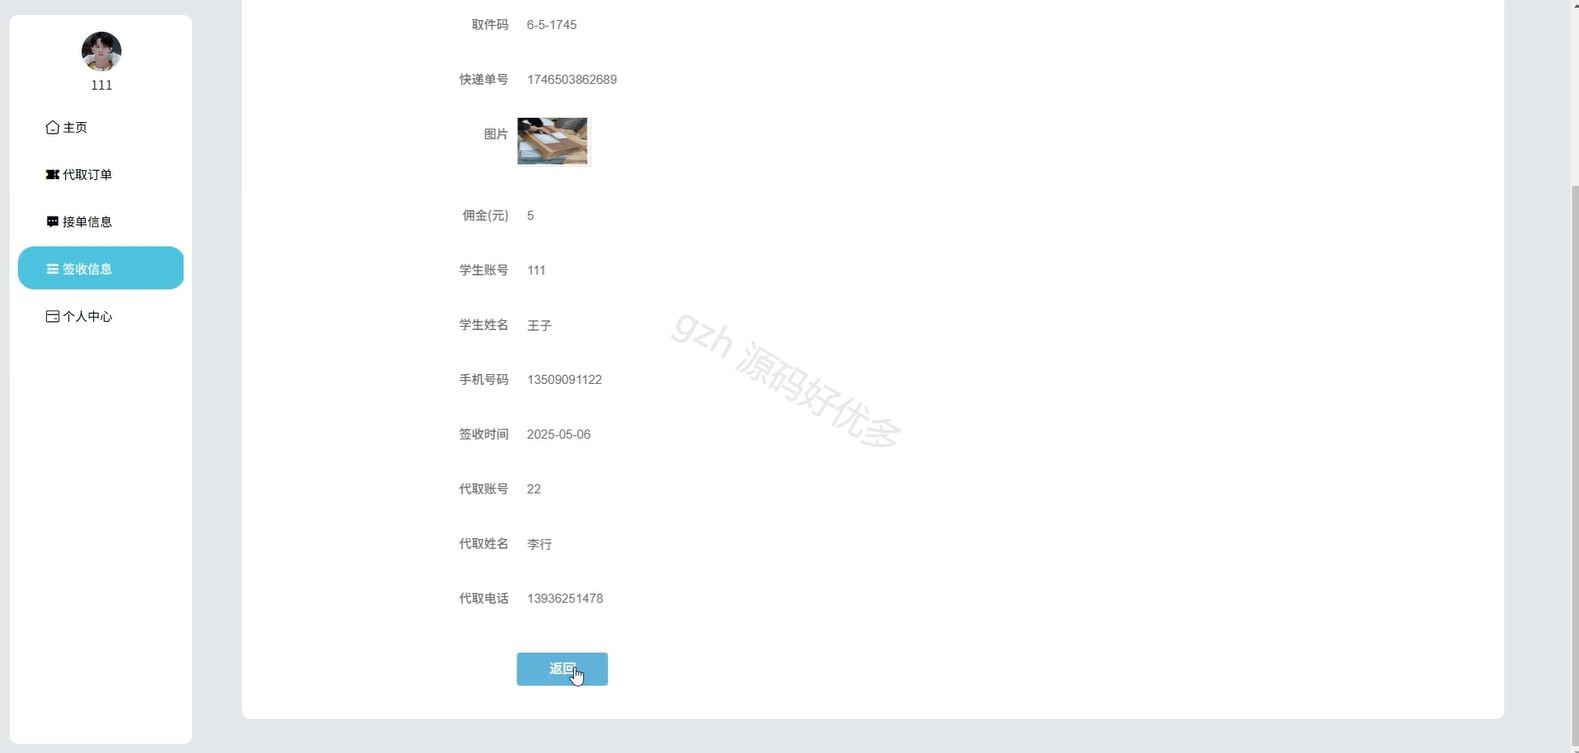 111
主页
代取订单
接单信息
签收信息
个人中心
取件码 6-5-1745
快递单号 1746503862689
图片
佣金(元) 5
学生账号 111
学生姓名 王子
手机号码 13509091122
签收时间 2025-05-06
代取账号 22
代取姓名 李行
代取电话 13936251478
返回
gzh 源码好优多